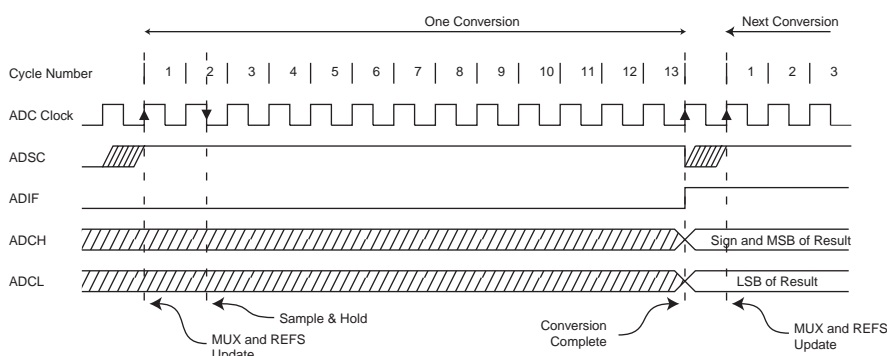 One Conversion
Next Conversion
Cycle Number
1 2 3 4 5 6 7 8 9 10 11 12 13 1 2 3
ADC Clock
ADSC
ADIF
ADCH
Sign and MSB of Result
ADCL
LSB of Result
Sample & Hold
MUX and REFS
Update
Conversion
Complete
MUX and REFS
Update